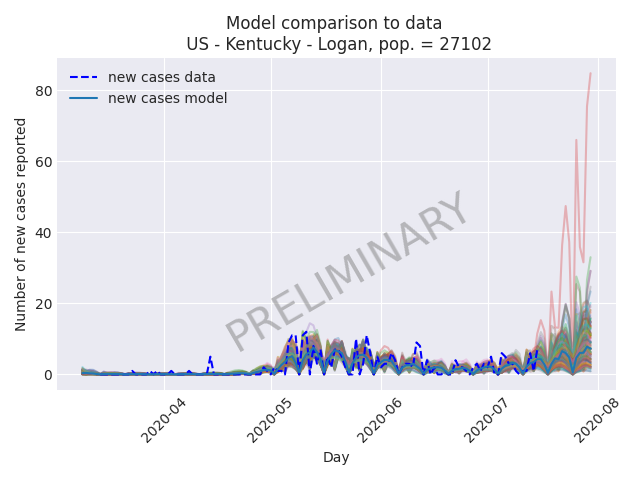 Model comparison to data
US - Kentucky - Logan, pop. = 27102
new cases data
new cases model
80
60
40
20
0
Number of new cases reported
PRELIMINARY
2020-04
2020-05
2020-06
2020-07
2020-08
Day